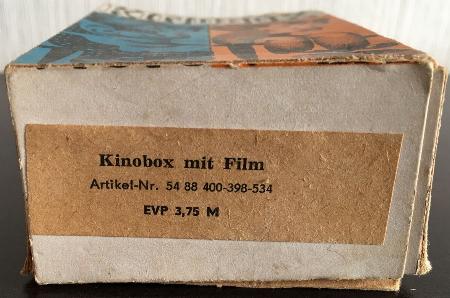 Kinobox mit Film
Artikel-Nr. 54 88 400-398-534
EVP 3,75 M